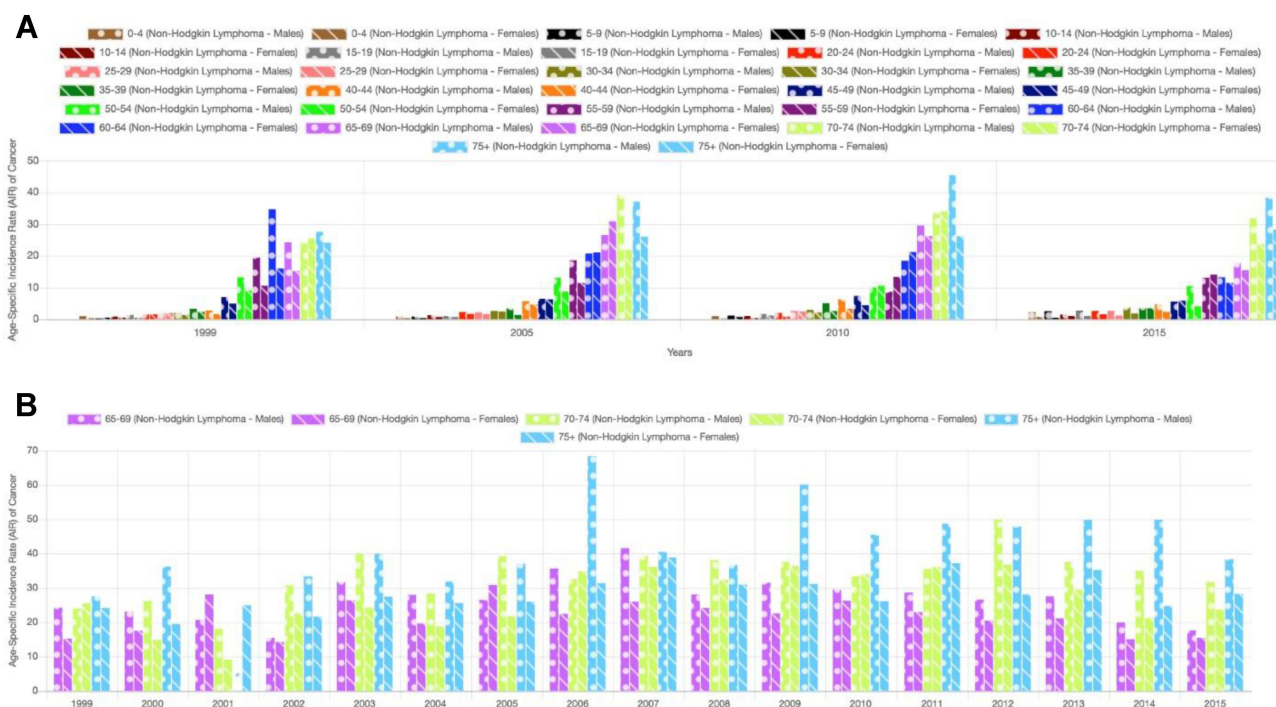 A
0-4 (Non-Hodgkin Lymphoma - Males) 0-4 (Non-Hodgkin Lymphoma - Females) 5-9 (Non-Hodgkin Lymphoma - Males) 5-9 (Non-Hodgkin Lymphoma - Females) 10-14 (Non-Hodgkin Lymphoma - Males)
10-14 (Non-Hodgkin Lymphoma - Females) 15-19 (Non-Hodgkin Lymphoma - Males) 15-19 (Non-Hodgkin Lymphoma - Females) 20-24 (Non-Hodgkin Lymphoma - Males) 20-24 (Non-Hodgkin Lymphoma - Females)
25-29 (Non-Hodgkin Lymphoma - Males) 25-29 (Non-Hodgkin Lymphoma - Females) 30-34 (Non-Hodgkin Lymphoma - Males) 30-34 (Non-Hodgkin Lymphoma - Females) 35-39 (Non-Hodgkin Lymphoma - Males)
35-39 (Non-Hodgkin Lymphoma - Females) 40-44 (Non-Hodgkin Lymphoma - Males) 40-44 (Non-Hodgkin Lymphoma - Females) 45-49 (Non-Hodgkin Lymphoma - Males) 45-49 (Non-Hodgkin Lymphoma - Females)
50-54 (Non-Hodgkin Lymphoma - Males) 50-54 (Non-Hodgkin Lymphoma - Females) 55-59 (Non-Hodgkin Lymphoma - Males) 55-59 (Non-Hodgkin Lymphoma - Females) 60-64 (Non-Hodgkin Lymphoma - Males)
60-64 (Non-Hodgkin Lymphoma - Females) 65-69 (Non-Hodgkin Lymphoma - Males) 65-69 (Non-Hodgkin Lymphoma - Females) 70-74 (Non-Hodgkin Lymphoma - Males) 70-74 (Non-Hodgkin Lymphoma - Females)
75+ (Non-Hodgkin Lymphoma - Males) 75+ (Non-Hodgkin Lymphoma - Females)
Age-Specific Incidence Rate (AIR) of Cancer
50
40
30
20
10
0
1999 2005 2010 2015
Years
B
65-69 (Non-Hodgkin Lymphoma - Males) 65-69 (Non-Hodgkin Lymphoma - Females) 70-74 (Non-Hodgkin Lymphoma - Males) 70-74 (Non-Hodgkin Lymphoma - Females) 75+ (Non-Hodgkin Lymphoma - Males)
75+ (Non-Hodgkin Lymphoma - Females)
Age-Specific Incidence Rate (AIR) of Cancer
70
60
50
40
30
20
10
0
1999 2000 2001 2002 2003 2004 2005 2006 2007 2008 2009 2010 2011 2012 2013 2014 2015